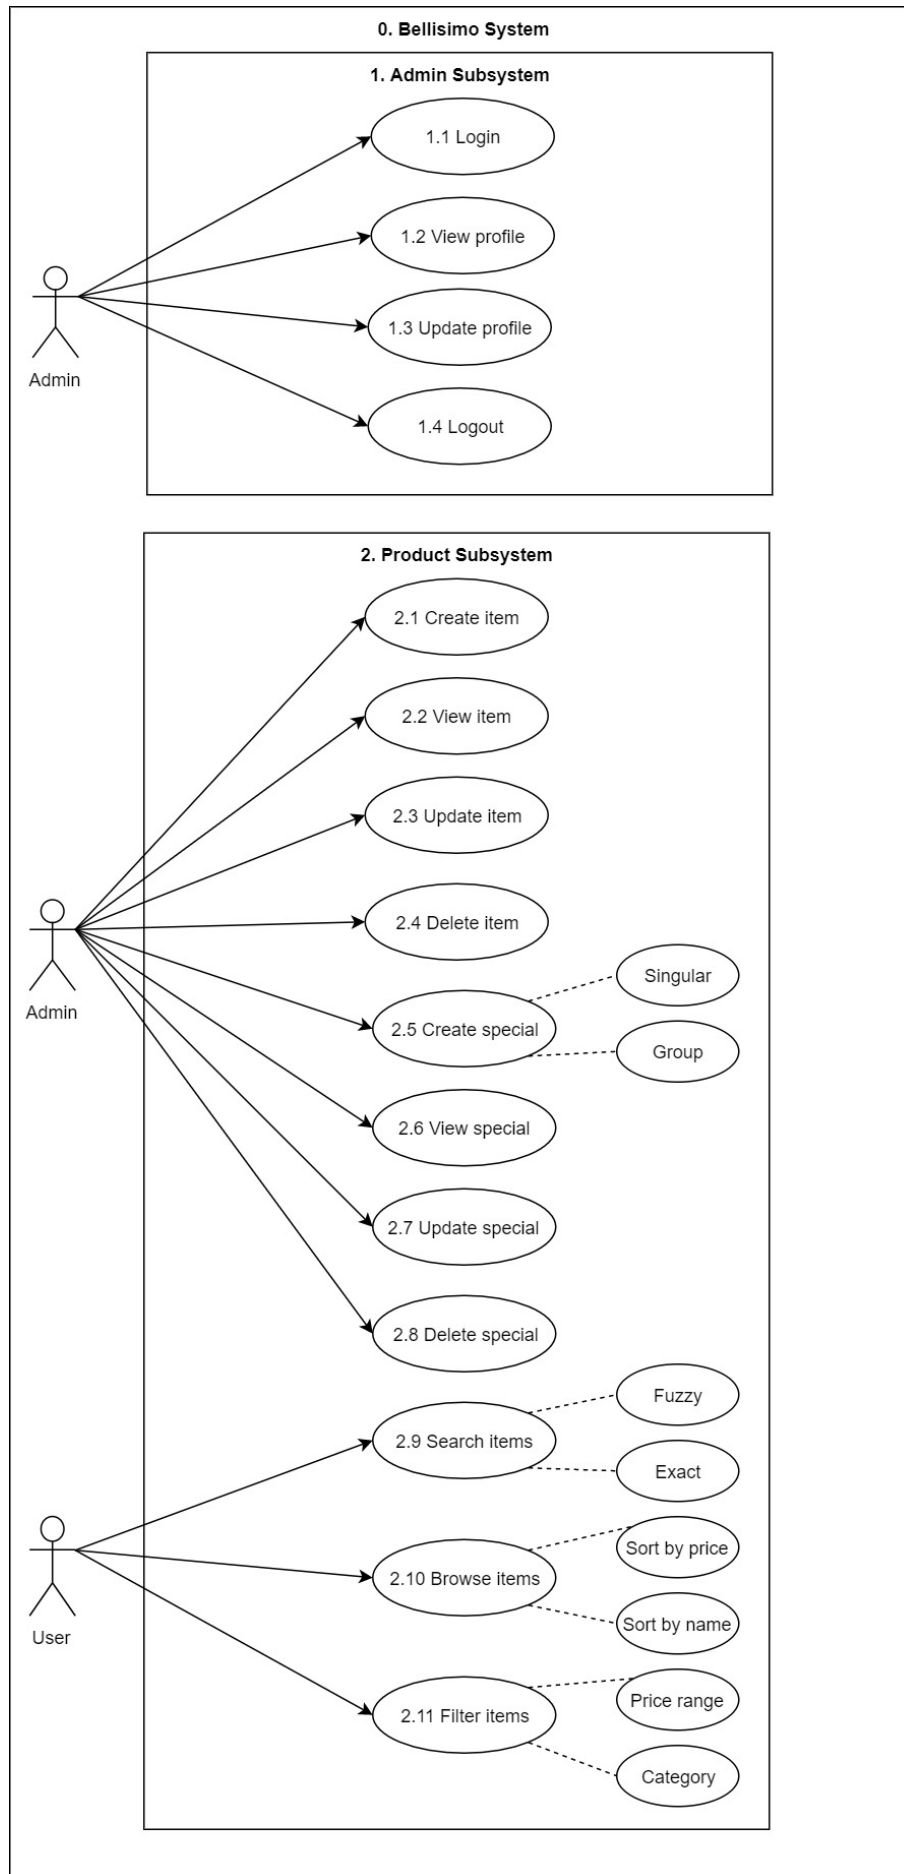 0. Bellisimo System
1. Admin Subsystem
1.1 Login
1.2 View profile
1.3 Update profile
Admin
1.4 Logout
2. Product Subsystem
2.1 Create item
2.2 View item
2.3 Update item
2.4 Delete item
Singular
Admin
2.5 Create special
Group
2.6 View special
2.7 Update special
2.8 Delete special
Fuzzy
2.9 Search items
Exact
Sort by price
2.10 Browse items
Sort by name
User
Price range
2.11 Filter items
Category